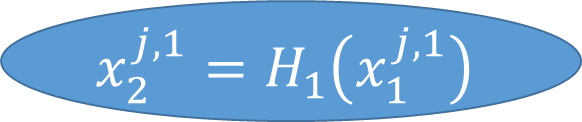 $x_2^{j,1} = H_1(x_1^{j,1})$